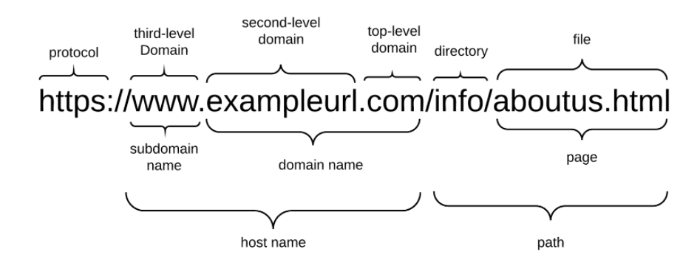 protocol
third-level
Domain
second-level
domain
top-level
domain
directory
file
https://www.exampleurl.com/info/aboutus.html
subdomain
name
domain name
page
host name
path